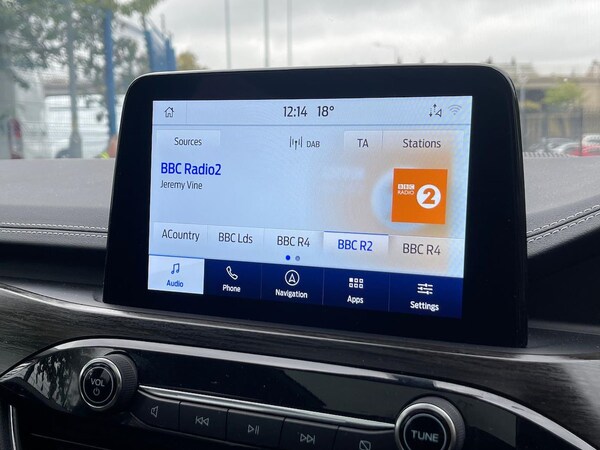 12:14 18°
Sources DAB TA Stations
BBC Radio2
Jeremy Vine
BBC
RADIO 2
ACountry BBC Lds BBC R4 BBC R2 BBC R4
Audio Phone Navigation Apps Settings
VOL
TUNE